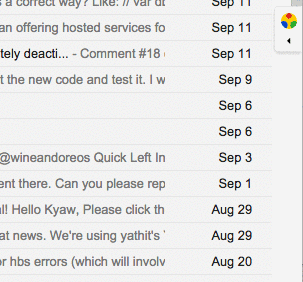 s a correct way? Like: // var ob Sep 11
an offering hosted services fo Sep 11
tely deacti... - Comment #18 Sep 11
t the new code and test it. I w Sep 9
Sep 6
Sep 6
@wineandoreos Quick Left In Sep 3
ent there. Can you please rep Sep 1
al! Hello Kyaw, Please click th Aug 29
at news. We're using yathit's Aug 29
or hbs errors (which will involv Aug 20